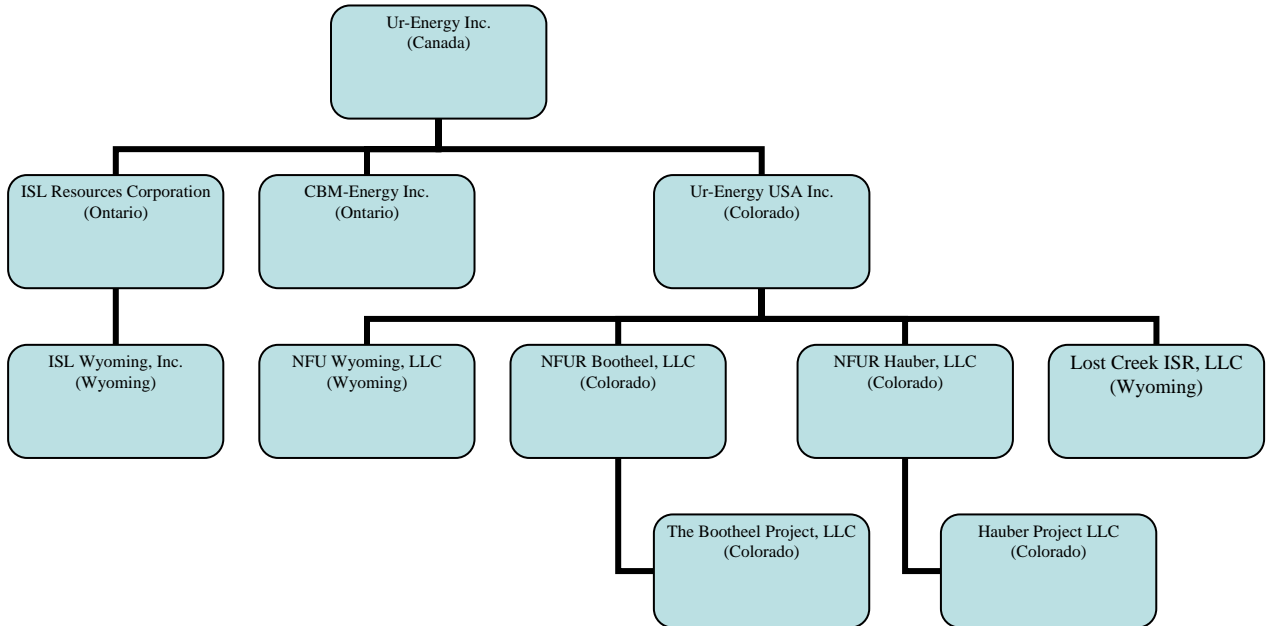 Ur-Energy Inc.
(Canada)
ISL Resources Corporation
(Ontario)
CBM-Energy Inc.
(Ontario)
Ur-Energy USA Inc.
(Colorado)
ISL Wyoming, Inc.
(Wyoming)
NFU Wyoming, LLC
(Wyoming)
NFUR Bootheel, LLC
(Colorado)
NFUR Hauber, LLC
(Colorado)
Lost Creek ISR, LLC
(Wyoming)
The Bootheel Project, LLC
(Colorado)
Hauber Project LLC
(Colorado)